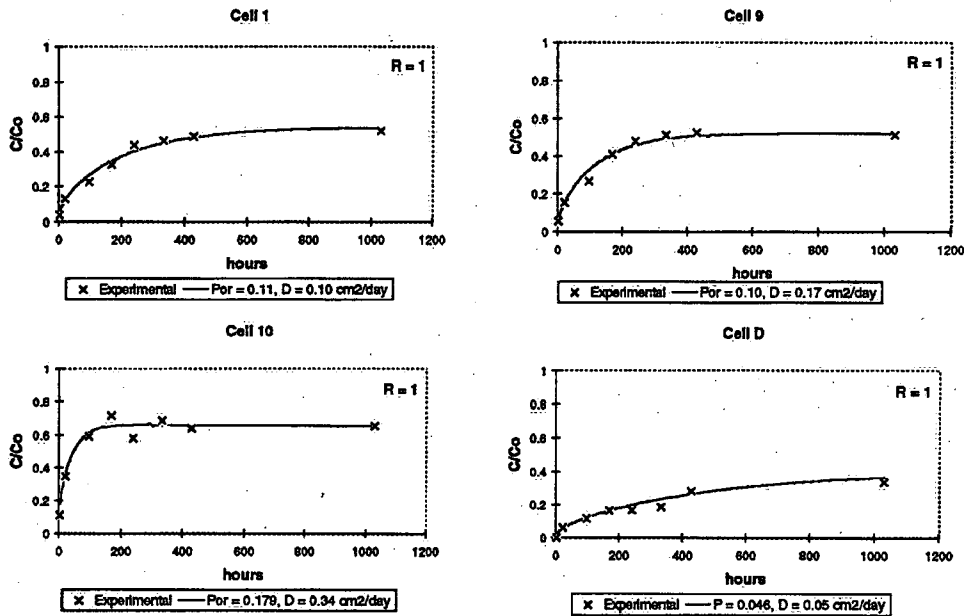 Cell 1
R = 1
C/Co
1
0.8
0.6
0.4
0.2
0
0 200 400 600 800 1000 1200
hours
× Experimental — Por = 0.11, D = 0.10 cm2/day
Cell 9
R = 1
C/Co
1
0.8
0.6
0.4
0.2
0
0 200 400 600 800 1000 1200
hours
× Experimental — Por = 0.10, D = 0.17 cm2/day
Cell 10
R = 1
C/Co
1
0.8
0.6
0.4
0.2
0
0 200 400 600 800 1000 1200
hours
× Experimental — Por = 0.179, D = 0.34 cm2/day
Cell D
R = 1
C/Co
1
0.8
0.6
0.4
0.2
0
0 200 400 600 800 1000 1200
hours
× Experimental — P = 0.046, D = 0.05 cm2/day